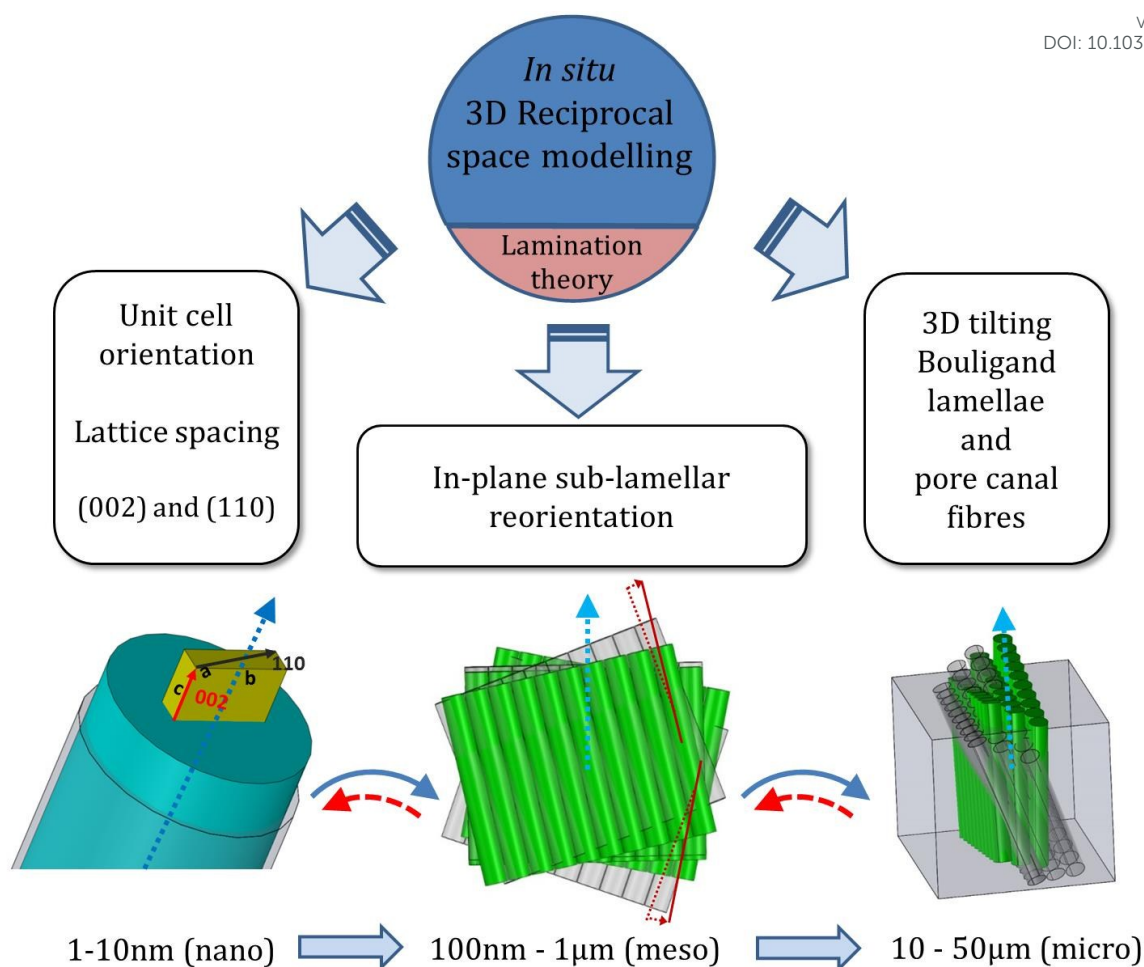 v
DOI: 10.103
In situ
3D Reciprocal
space modelling
Lamination
theory
Unit cell
orientation
Lattice spacing
(002) and (110)
In-plane sub-lamellar
reorientation
3D tilting
Bouligand
lamellae
and
pore canal
fibres
110
a
b
c
002
1-10nm (nano)
100nm - 1µm (meso)
10 - 50µm (micro)